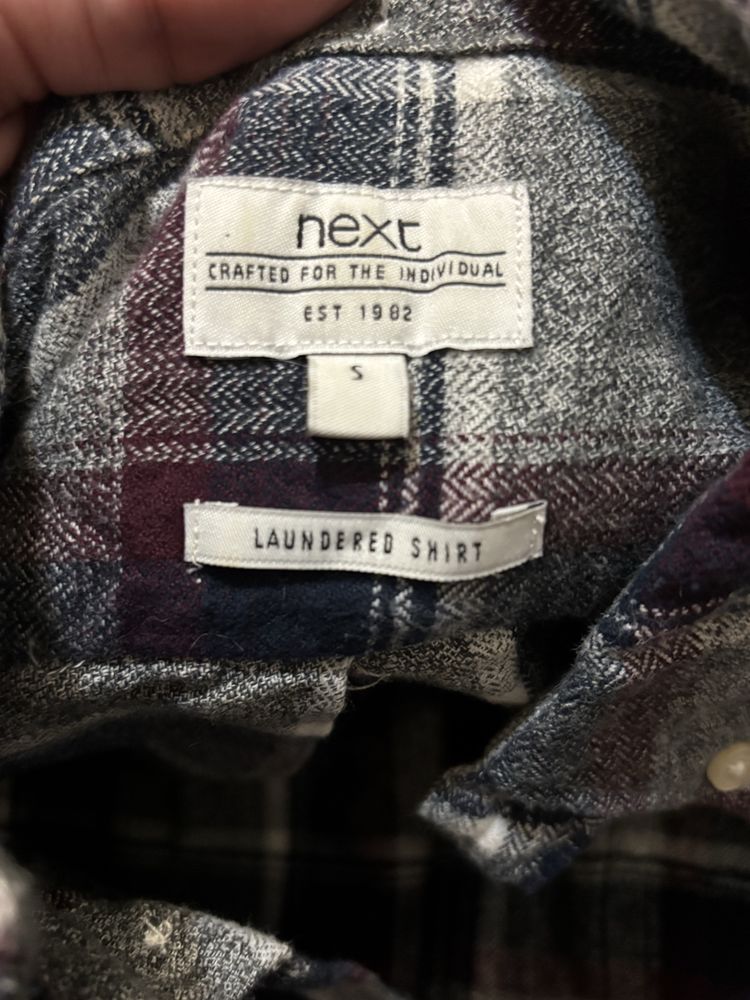 next
CRAFTED FOR THE INDIVIDUAL
EST 1982
S
LAUNDERED SHIRT